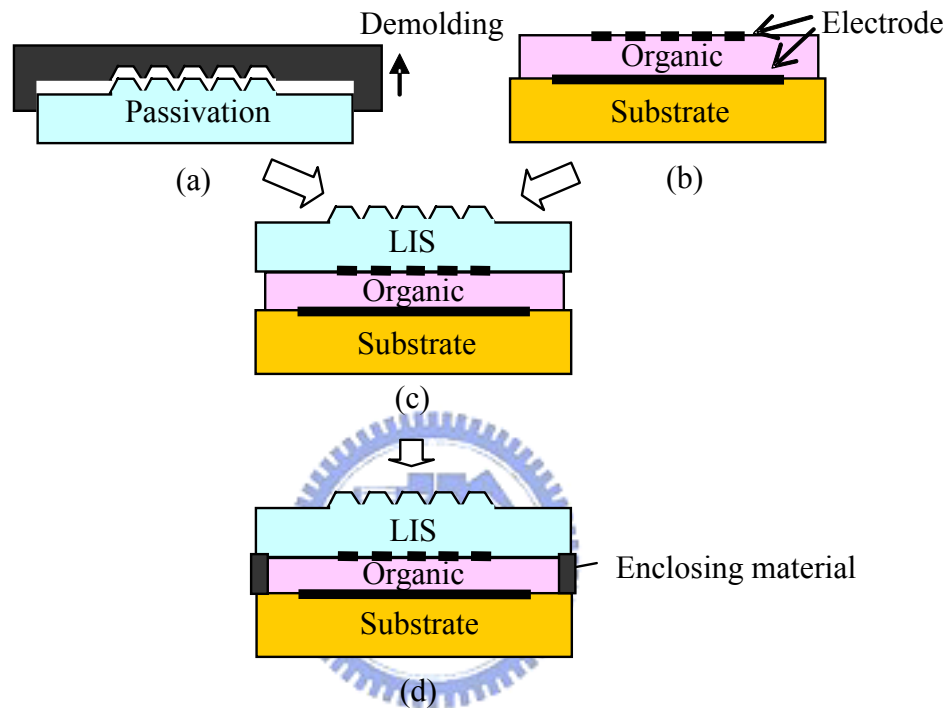 Demolding
Passivation
(a)
Electrode
Organic
Substrate
(b)
LIS
Organic
Substrate
(c)
LIS
Organic
Enclosing material
Substrate
(d)